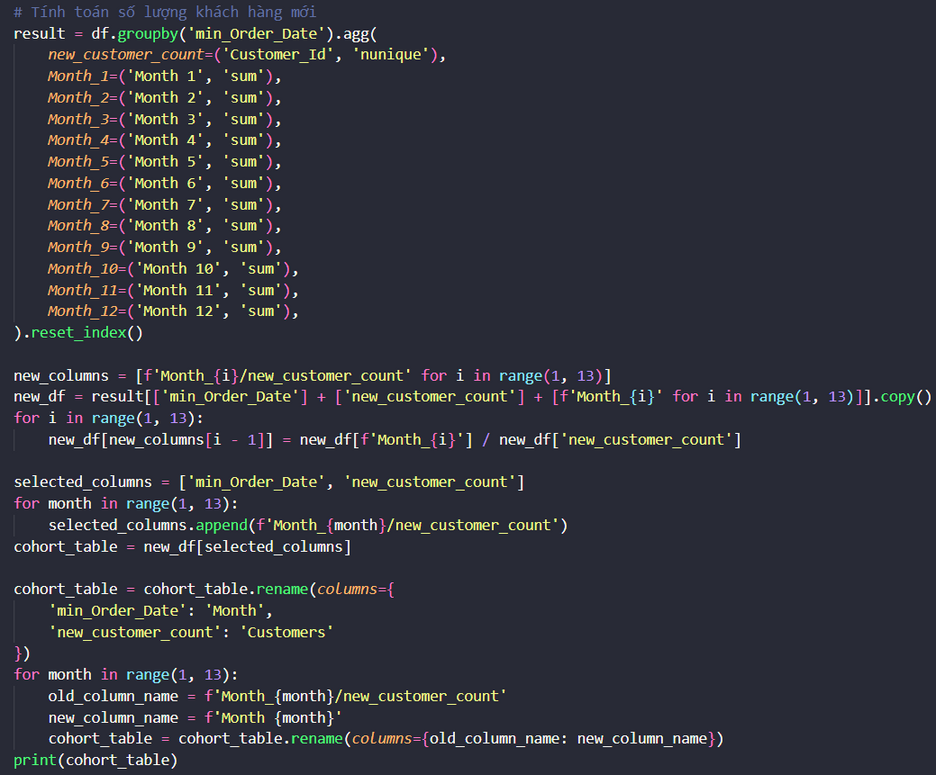 # Tính toán số lượng khách hàng mới
result = df.groupby('min_Order_Date').agg(
    new_customer_count=('Customer_Id', 'nunique'),
    Month_1=('Month 1', 'sum'),
    Month_2=('Month 2', 'sum'),
    Month_3=('Month 3', 'sum'),
    Month_4=('Month 4', 'sum'),
    Month_5=('Month 5', 'sum'),
    Month_6=('Month 6', 'sum'),
    Month_7=('Month 7', 'sum'),
    Month_8=('Month 8', 'sum'),
    Month_9=('Month 9', 'sum'),
    Month_10=('Month 10', 'sum'),
    Month_11=('Month 11', 'sum'),
    Month_12=('Month 12', 'sum'),
).reset_index()

new_columns = [f'Month_{i}/new_customer_count' for i in range(1, 13)]
new_df = result[['min_Order_Date'] + ['new_customer_count'] + [f'Month_{i}' for i in range(1, 13)]].copy()
for i in range(1, 13):
    new_df[new_columns[i - 1]] = new_df[f'Month_{i}'] / new_df['new_customer_count']

selected_columns = ['min_Order_Date', 'new_customer_count']
for month in range(1, 13):
    selected_columns.append(f'Month_{month}/new_customer_count')
cohort_table = new_df[selected_columns]

cohort_table = cohort_table.rename(columns={
    'min_Order_Date': 'Month',
    'new_customer_count': 'Customers'
})
for month in range(1, 13):
    old_column_name = f'Month_{month}/new_customer_count'
    new_column_name = f'Month {month}'
    cohort_table = cohort_table.rename(columns={old_column_name: new_column_name})
print(cohort_table)